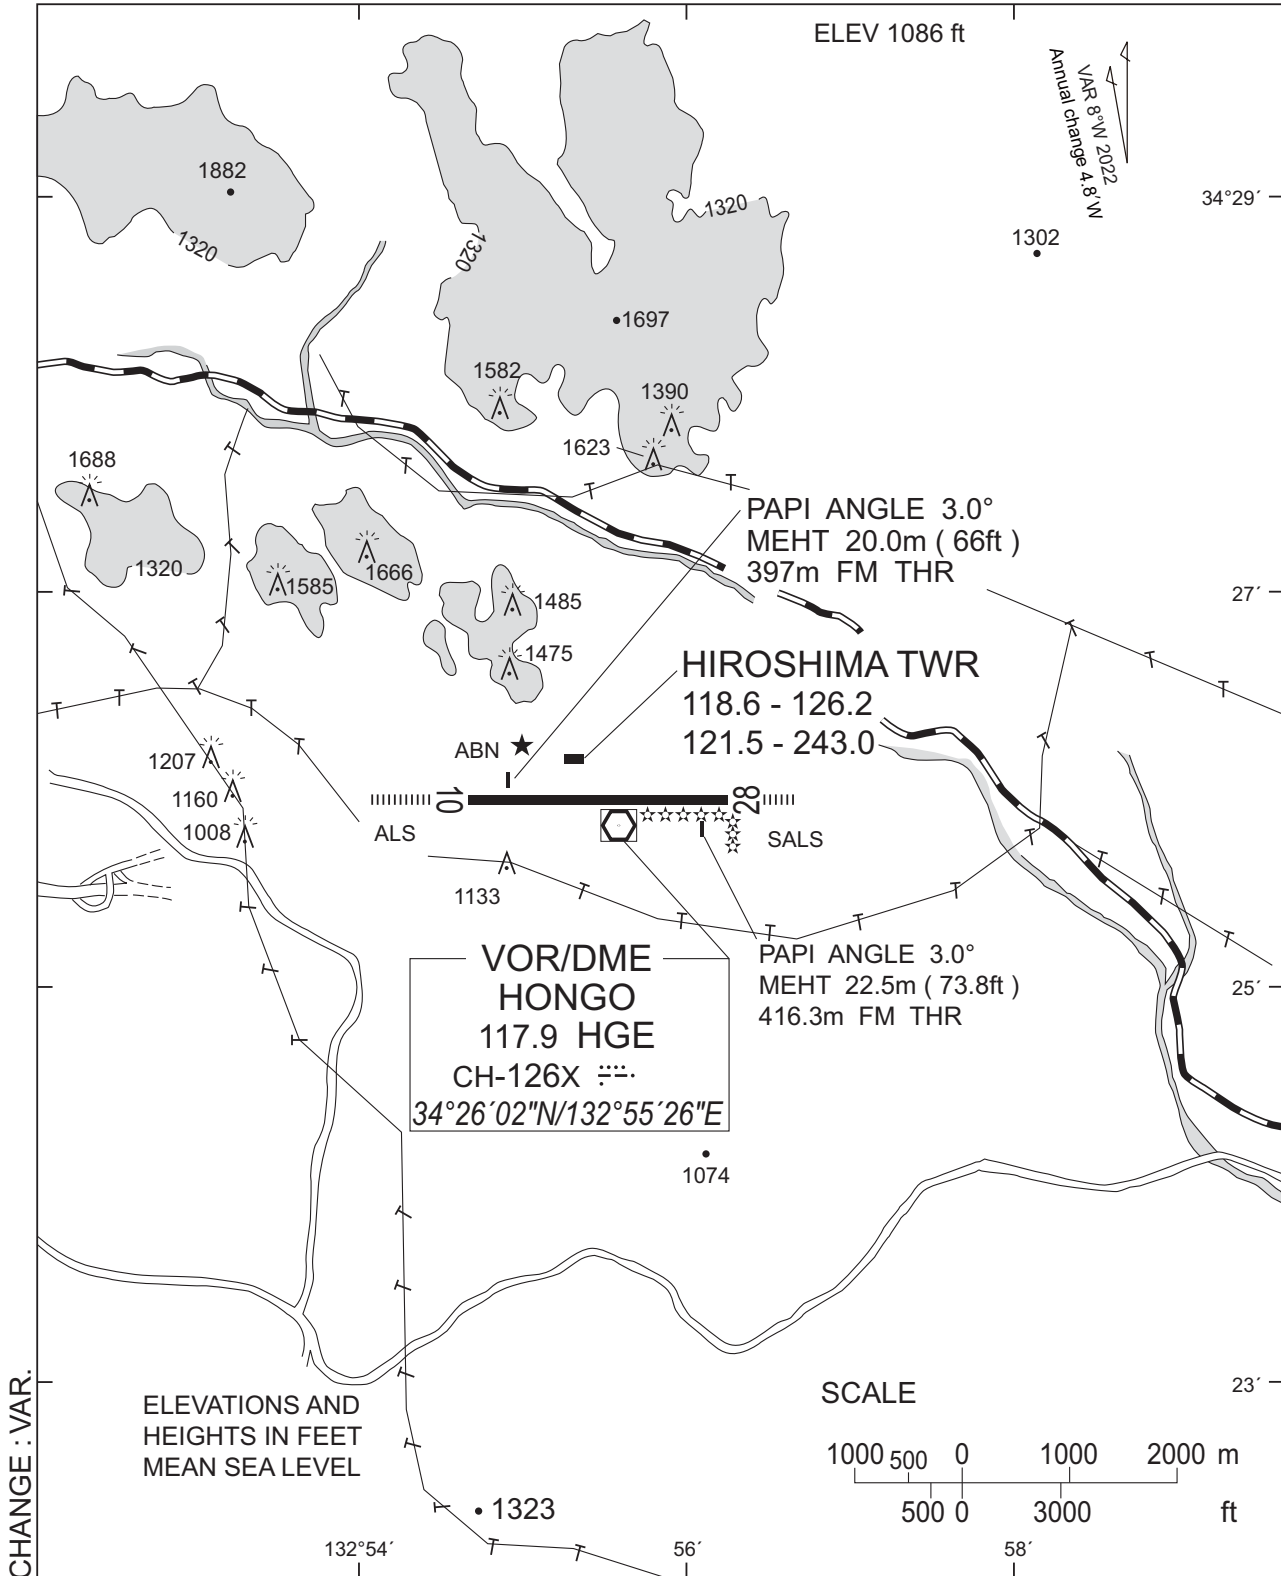 ELEV 1086 ft
VAR 8°W 2022
Annual change 4.8´W
1882
34°29´
1320
1320
1302
1320
1697
1582
1390
1623
1688
PAPI ANGLE 3.0°
MEHT 20.0m ( 66ft )
397m FM THR
1320
1585
1666
1485
27´
1475
HIROSHIMA TWR
118.6 - 126.2
121.5 - 243.0
ABN
1207
1160
1008
10
28
ALS
SALS
1133
VOR/DME
HONGO
117.9 HGE
CH-126X
34°26´02"N/132°55´26"E
PAPI ANGLE 3.0°
MEHT 22.5m ( 73.8ft )
416.3m FM THR
25´
1074
CHANGE : VAR.
ELEVATIONS AND
HEIGHTS IN FEET
MEAN SEA LEVEL
SCALE
23´
1000 500 0 1000 2000 m
500 0 3000 ft
1323
132°54´
56´
58´